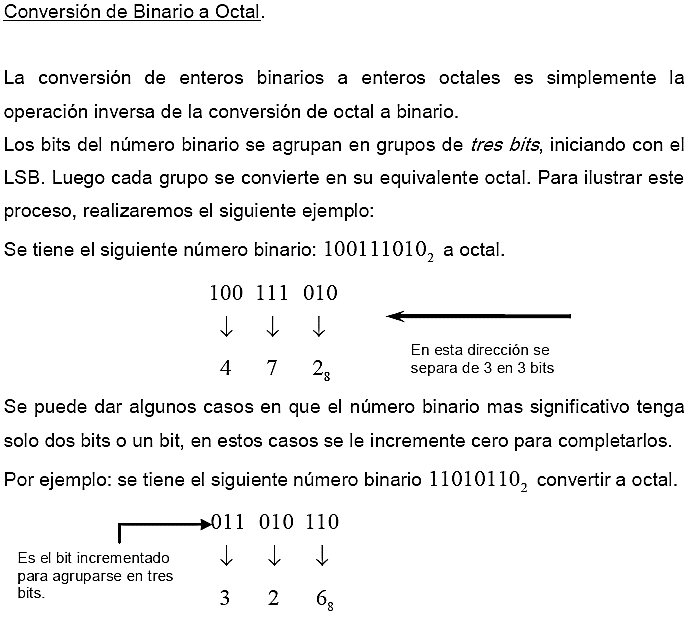 Conversión de Binario a Octal.
La conversión de enteros binarios a enteros octales es simplemente la
operación inversa de la conversión de octal a binario.
Los bits del número binario se agrupan en grupos de tres bits, iniciando con el
LSB. Luego cada grupo se convierte en su equivalente octal. Para ilustrar este
proceso, realizaremos el siguiente ejemplo:
Se tiene el siguiente número binario: 100111010₂ a octal.
100 111 010
↓ ↓ ↓
4 7 2₈
En esta dirección se
separa de 3 en 3 bits
Se puede dar algunos casos en que el número binario mas significativo tenga
solo dos bits o un bit, en estos casos se le incremente cero para completarlos.
Por ejemplo: se tiene el siguiente número binario 11010110₂ convertir a octal.
011 010 110
↓ ↓ ↓
3 2 6₈
Es el bit incrementado
para agruparse en tres
bits.